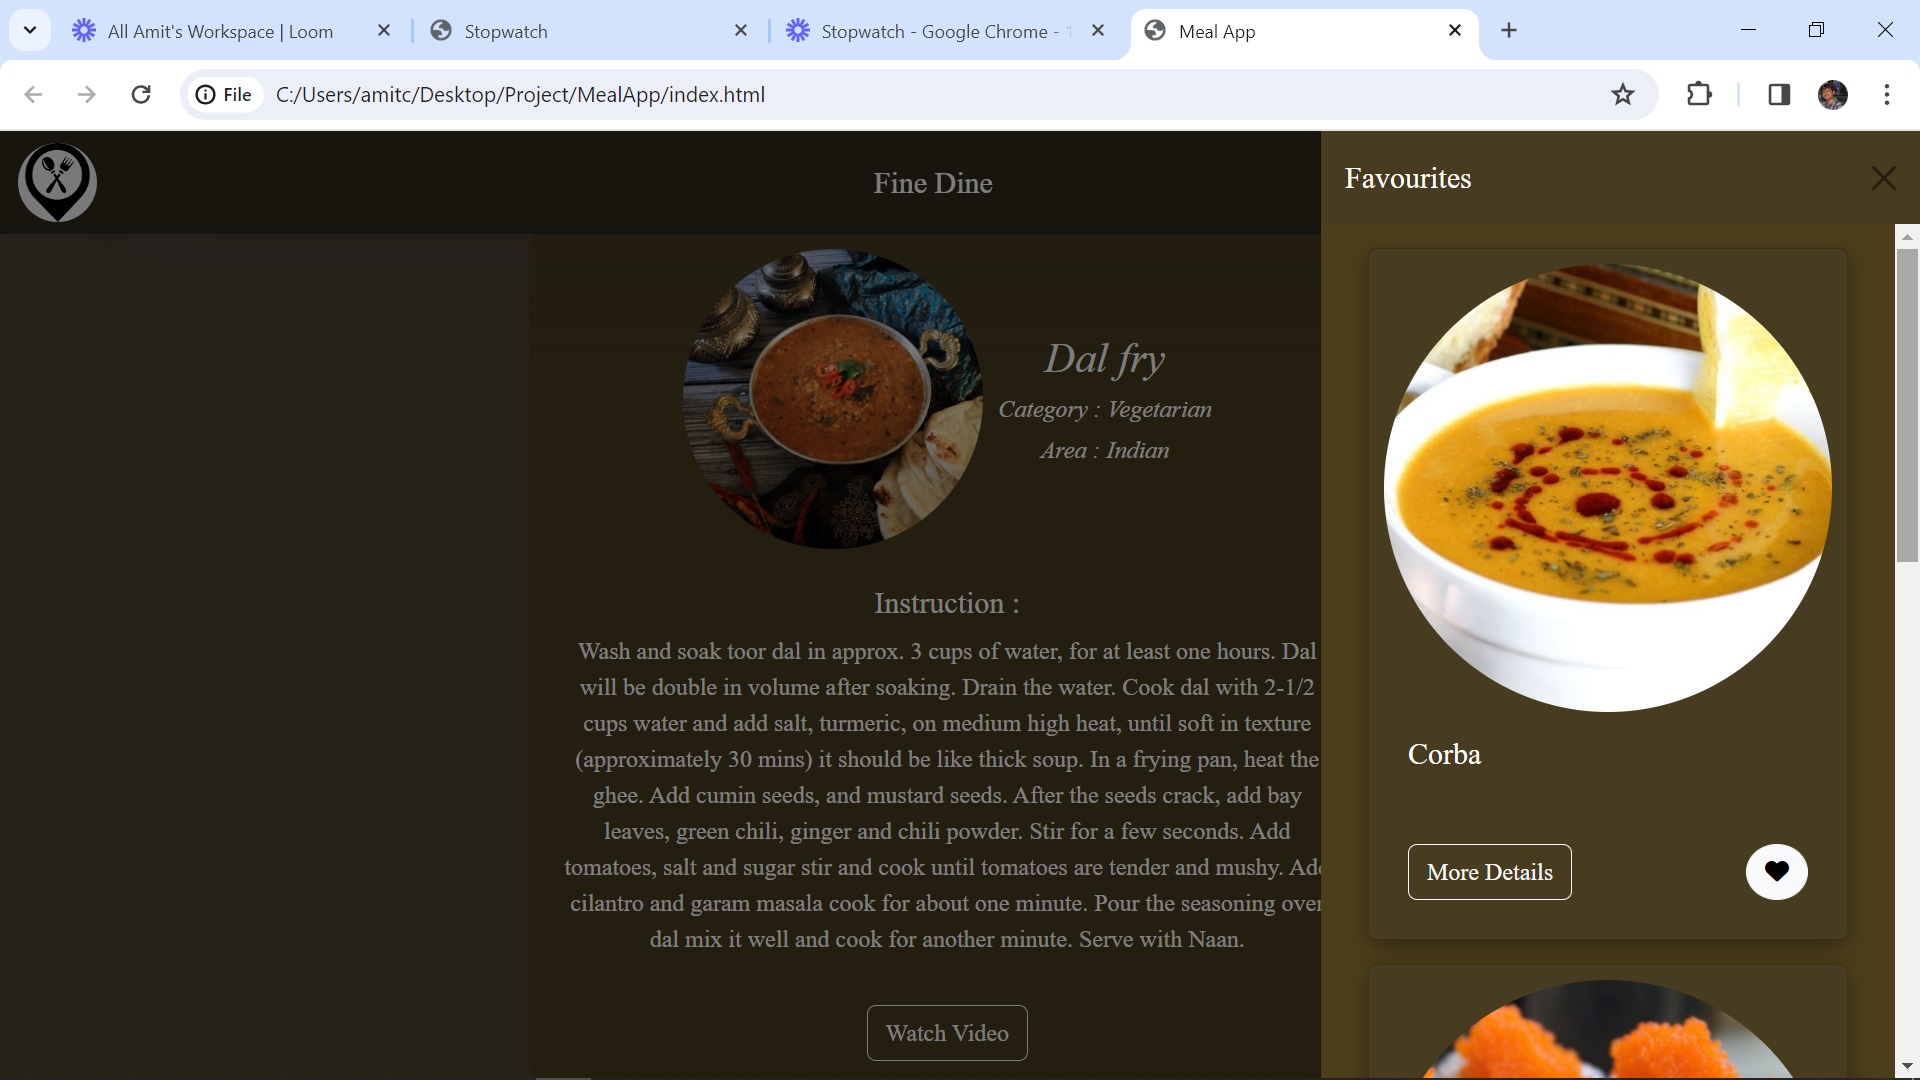 All Amit's Workspace | Loom
Stopwatch
Stopwatch - Google Chrome -
Meal App
File
C:/Users/amitc/Desktop/Project/MealApp/index.html
Fine Dine
Dal fry
Category : Vegetarian
Area : Indian
Instruction :
Wash and soak toor dal in approx. 3 cups of water, for at least one hours. Dal
will be double in volume after soaking. Drain the water. Cook dal with 2-1/2
cups water and add salt, turmeric, on medium high heat, until soft in texture
(approximately 30 mins) it should be like thick soup. In a frying pan, heat the
ghee. Add cumin seeds, and mustard seeds. After the seeds crack, add bay
leaves, green chili, ginger and chili powder. Stir for a few seconds. Add
tomatoes, salt and sugar stir and cook until tomatoes are tender and mushy. Add
cilantro and garam masala cook for about one minute. Pour the seasoning over
dal mix it well and cook for another minute. Serve with Naan.
Watch Video
Favourites
Corba
More Details